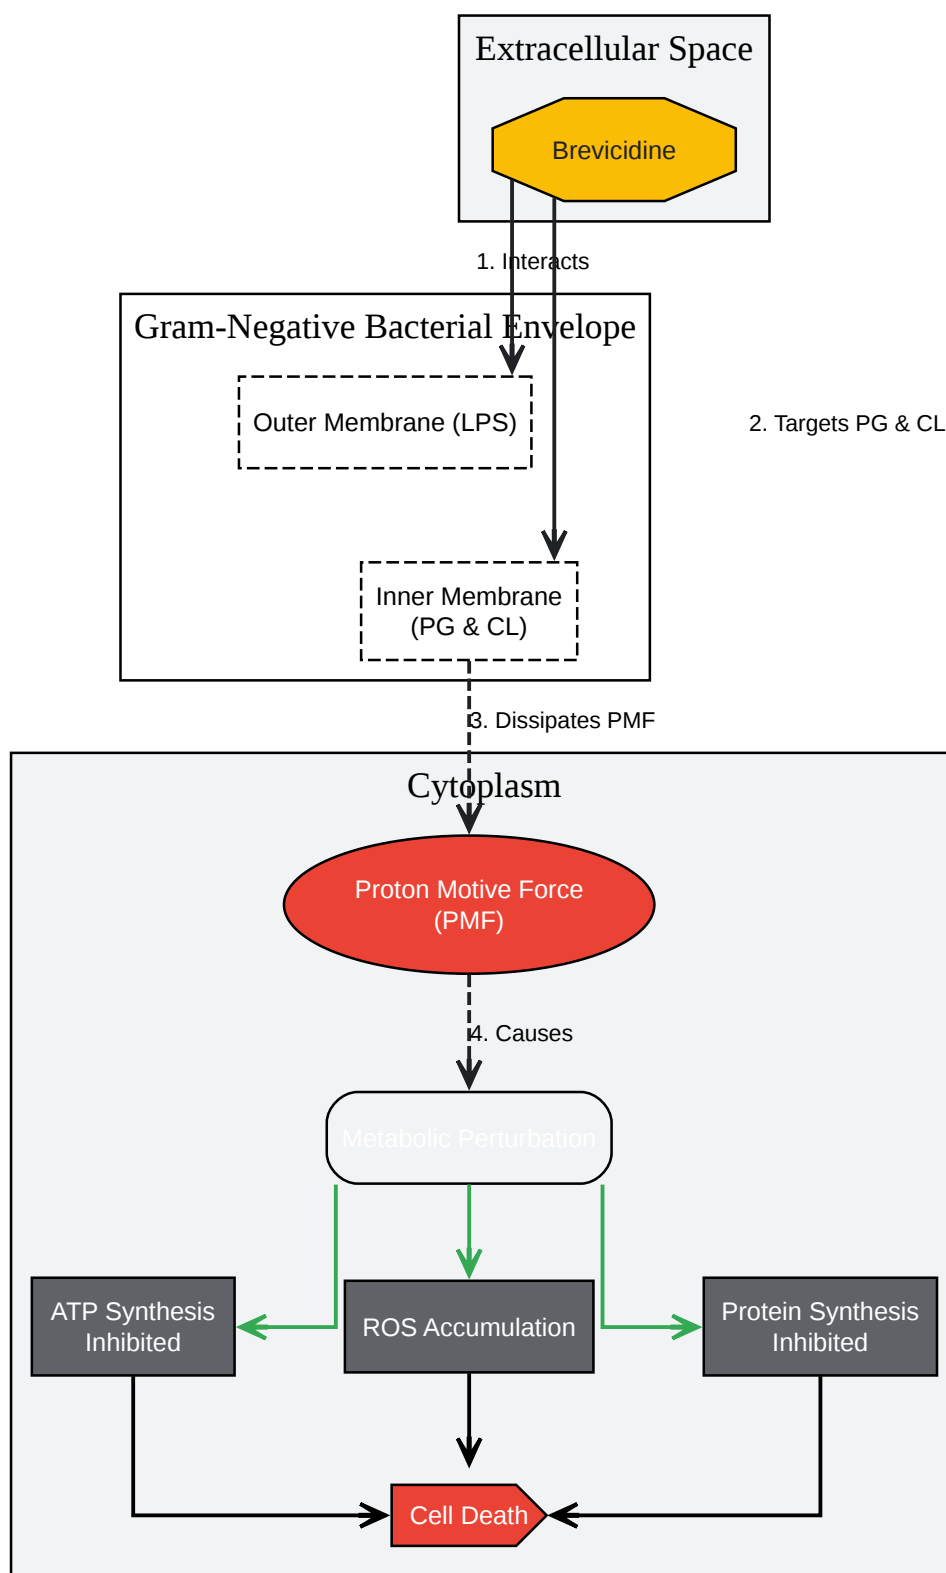 Extracellular Space
Brevicidine
1. Interacts
Gram-Negative Bacterial Envelope
Outer Membrane (LPS)
2. Targets PG & CL
Inner Membrane
(PG & CL)
3. Dissipates PMF
Cytoplasm
Proton Motive Force
(PMF)
4. Causes
Metabolic Perturbation
ATP Synthesis
Inhibited
ROS Accumulation
Protein Synthesis
Inhibited
Cell Death